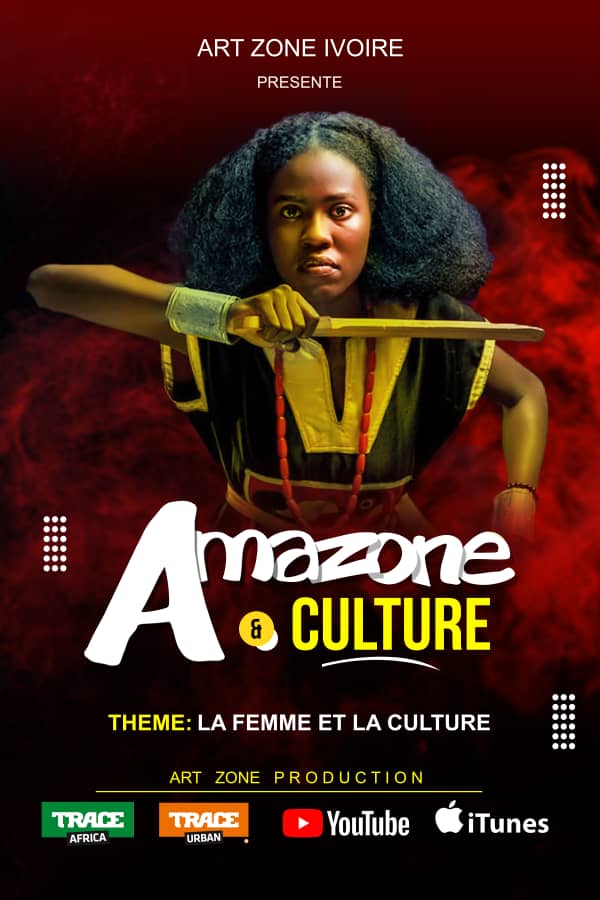 ART ZONE IVOIRE
PRESENTE
Amazone
& CULTURE
THEME: LA FEMME ET LA CULTURE
ART ZONE PRODUCTION
TRACE AFRICA TRACE URBAN YouTube iTunes